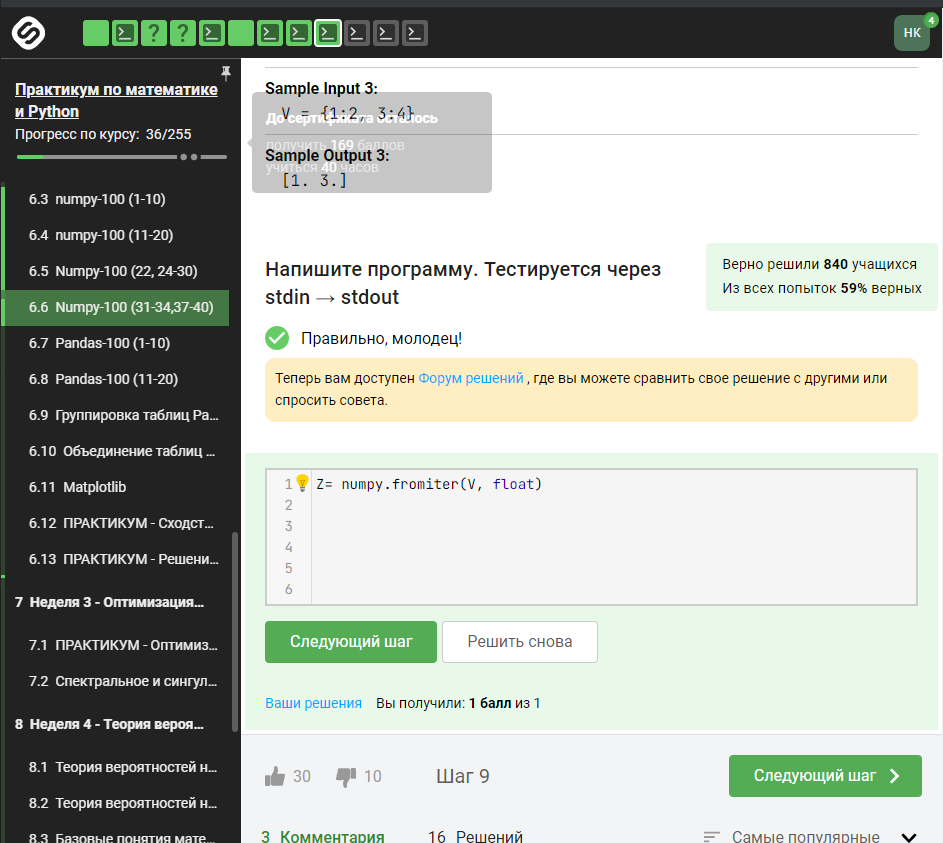 НК
4
Практикум по математике
и Python
Прогресс по курсу: 36/255
6.3 numpy-100 (1-10)
6.4 numpy-100 (11-20)
6.5 Numpy-100 (22, 24-30)
6.6 Numpy-100 (31-34,37-40)
6.7 Pandas-100 (1-10)
6.8 Pandas-100 (11-20)
6.9 Группировка таблиц Pa...
6.10 Объединение таблиц ...
6.11 Matplotlib
6.12 ПРАКТИКУМ - Сходст...
6.13 ПРАКТИКУМ - Решени...
7 Неделя 3 - Оптимизация...
7.1 ПРАКТИКУМ - Оптимиз...
7.2 Спектральное и сингул...
8 Неделя 4 - Теория вероя...
8.1 Теория вероятностей н...
8.2 Теория вероятностей н...
8.3 Базовые понятия мате...
Sample Input 3:
V = {1:2, 3:4}
До сертификата осталось
получить 169 баллов
Sample Output 3:
учиться 40 часов
[1. 3.]
Напишите программу. Тестируется через
stdin → stdout
Верно решили 840 учащихся
Из всех попыток 59% верных
Правильно, молодец!
Теперь вам доступен Форум решений , где вы можете сравнить свое решение с другими или
спросить совета.
1 Z= numpy.fromiter(V, float)
2
3
4
5
6
Следующий шаг
Решить снова
Ваши решения Вы получили: 1 балл из 1
30 10 Шаг 9 Следующий шаг
3 Комментария 16 Решений Самые популярные